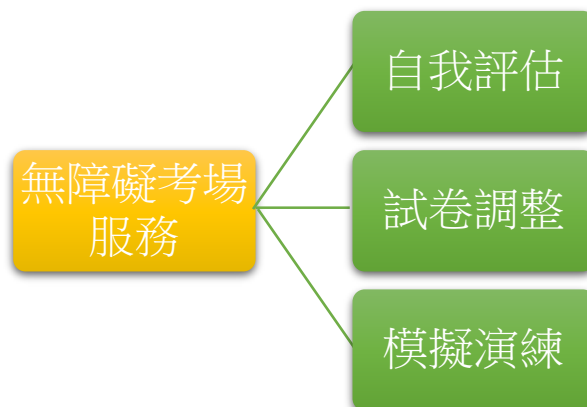 無障礙考場
服務
自我評估
試卷調整
模擬演練